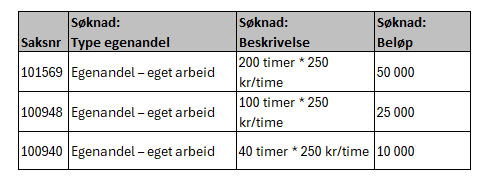 Saksnr Søknad: Type egenandel Søknad: Beskrivelse Søknad: Beløp
101569 Egenandel – eget arbeid 200 timer * 250 kr/time 50 000
100948 Egenandel – eget arbeid 100 timer * 250 kr/time 25 000
100940 Egenandel – eget arbeid 40 timer * 250 kr/time 10 000